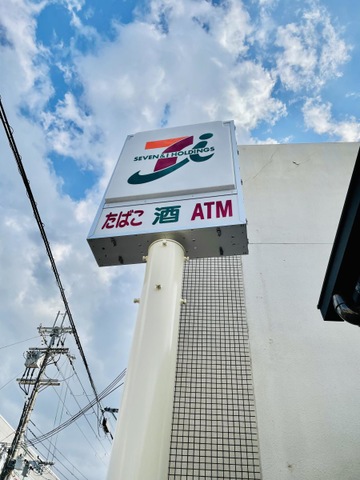 SEVEN & i HOLDINGS
たばこ 酒 ATM